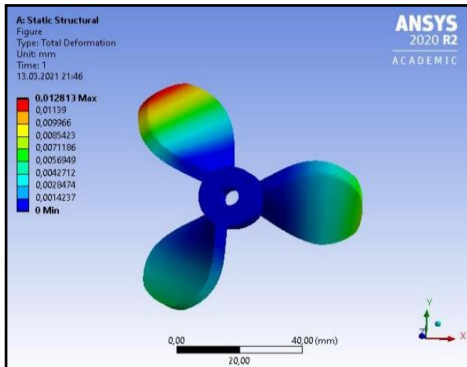 A: Static Structural
Figure
Type: Total Deformation
Unit: mm
Time: 1
13.03.2021 21:46
0,012813 Max
0,01139
0,009966
0,0085423
0,0071186
0,0056949
0,0042712
0,0028474
0,0014237
0 Min
ANSYS
2020 R2
ACADEMIC
Y
X
0,00
40,00 (mm)
20,00